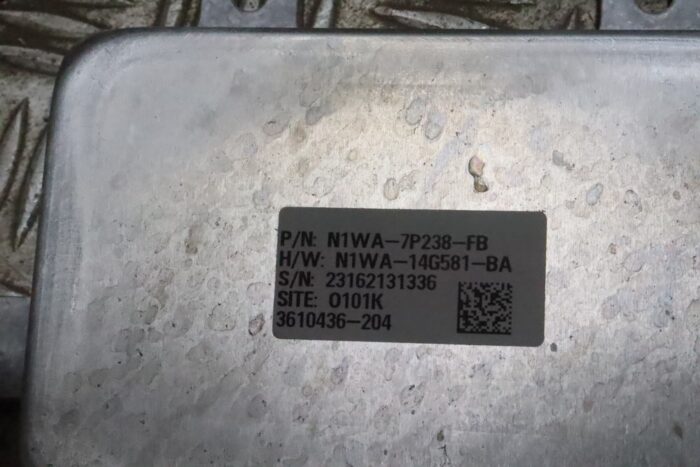 P/N: N1WA-7P238-FB
H/W: N1WA-14G581-BA
S/N: 23162131336
SITE: 0101K
3610436-204